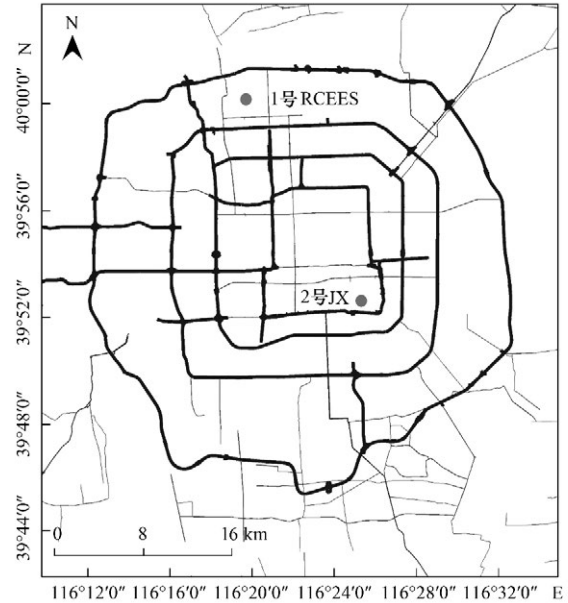 N
N
40°00′0″
1号RCEES
39°56′0″
39°52′0″
2号JX
39°48′0″
39°44′0″
0 8 16 km
116°12′0″ 116°16′0″ 116°20′0″ 116°24′0″ 116°28′0″ 116°32′0″ E